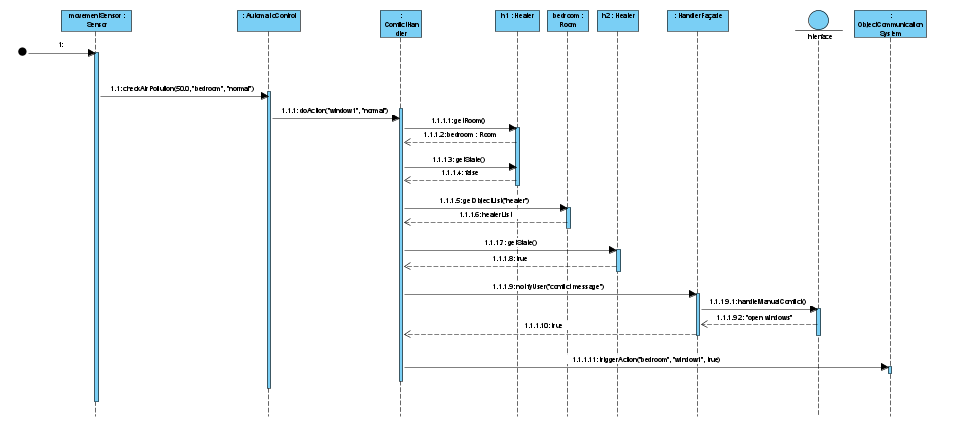 movementSensor :
Sensor
: AutomaticControl
:
ConflictHan
dler
h1 : Heater
bedroom :
Room
h2 : Heater
: HandlerFaçade
Interface
:
ObjectCommunication
System
1:
1.1: checkAirPollution(50.0, "bedroom", "normal")
1.1.1: doAction("window1", "normal")
1.1.1.1: getRoom()
1.1.1.2: bedroom : Room
1.1.1.3: getState()
1.1.1.4: false
1.1.1.5: getObjectList("heater")
1.1.1.6: heaterList
1.1.1.7: getState()
1.1.1.8: true
1.1.1.9: notifyUser("conflict message")
1.1.1.9.1: handleManualConflict()
1.1.1.9.2: "open windows"
1.1.1.10: true
1.1.1.11: triggerAction("bedroom", "window1", true)